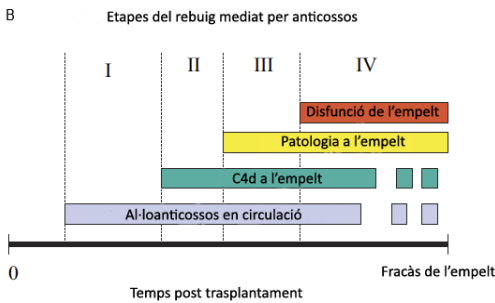 B
Etapes del rebuig mediat per anticossos
I II III IV
Disfunció de l'empelt
Patologia a l'empelt
C4d a l'empelt
Al·loanticossos en circulació
0
Fracàs de l'empelt
Temps post trasplantament